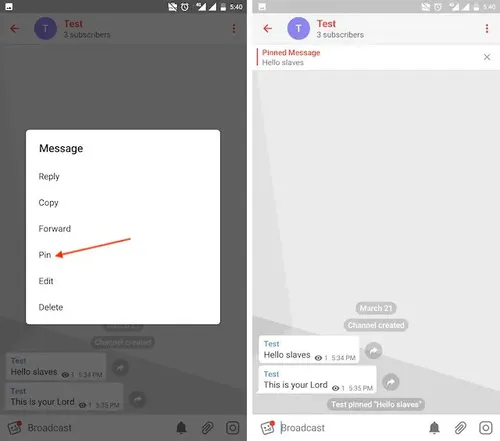 5:40
T
Test
3 subscribers
Message
Reply
Copy
Forward
Pin
Edit
Delete
March 21
Channel created
Test
Hello slaves 1 5:34 PM
Test
This is your Lord 1 5:35 PM
Broadcast
5:40
T
Test
3 subscribers
Pinned Message
Hello slaves
March 21
Channel created
Test
Hello slaves 1 5:34 PM
Test
This is your Lord 1 5:35 PM
Test pinned "Hello slaves"
Broadcast